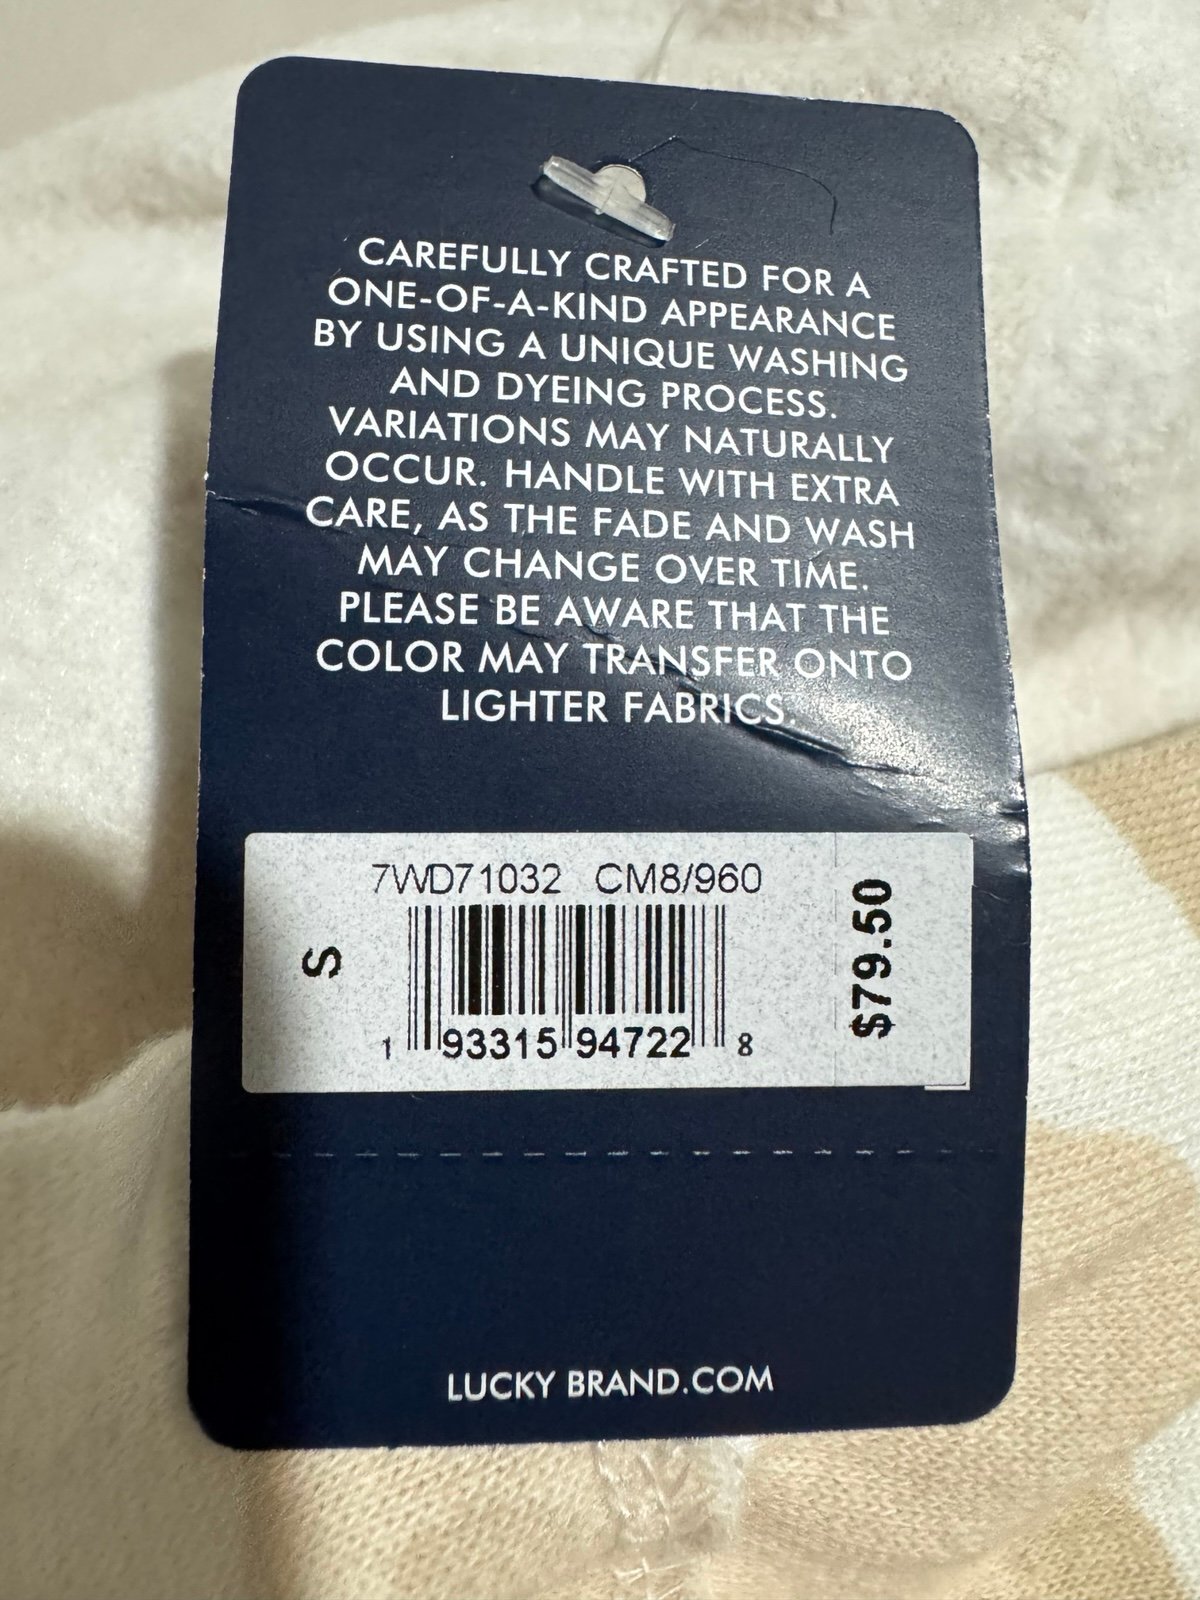 CAREFULLY CRAFTED FOR A
ONE-OF-A-KIND APPEARANCE
BY USING A UNIQUE WASHING
AND DYEING PROCESS.
VARIATIONS MAY NATURALLY
OCCUR. HANDLE WITH EXTRA
CARE, AS THE FADE AND WASH
MAY CHANGE OVER TIME.
PLEASE BE AWARE THAT THE
COLOR MAY TRANSFER ONTO
LIGHTER FABRICS.
7WD71032 CM8/960
S
1 93315 94722 8
$79.50
LUCKY BRAND.COM